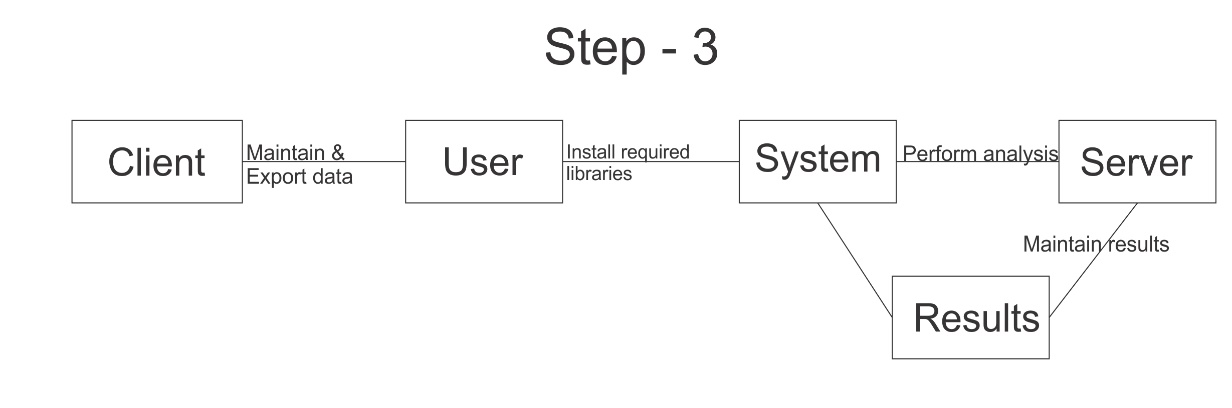 Step - 3
Client
Maintain &
Export data
User
Install required
libraries
System
Perform analysis
Server
Maintain results
Results